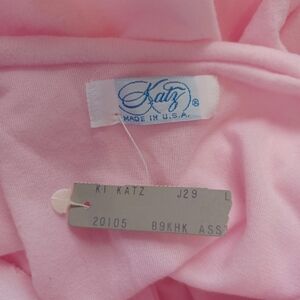 Katz ®
MADE IN U.S.A.
KI KATZ J29 L
20105 89KHK ASS